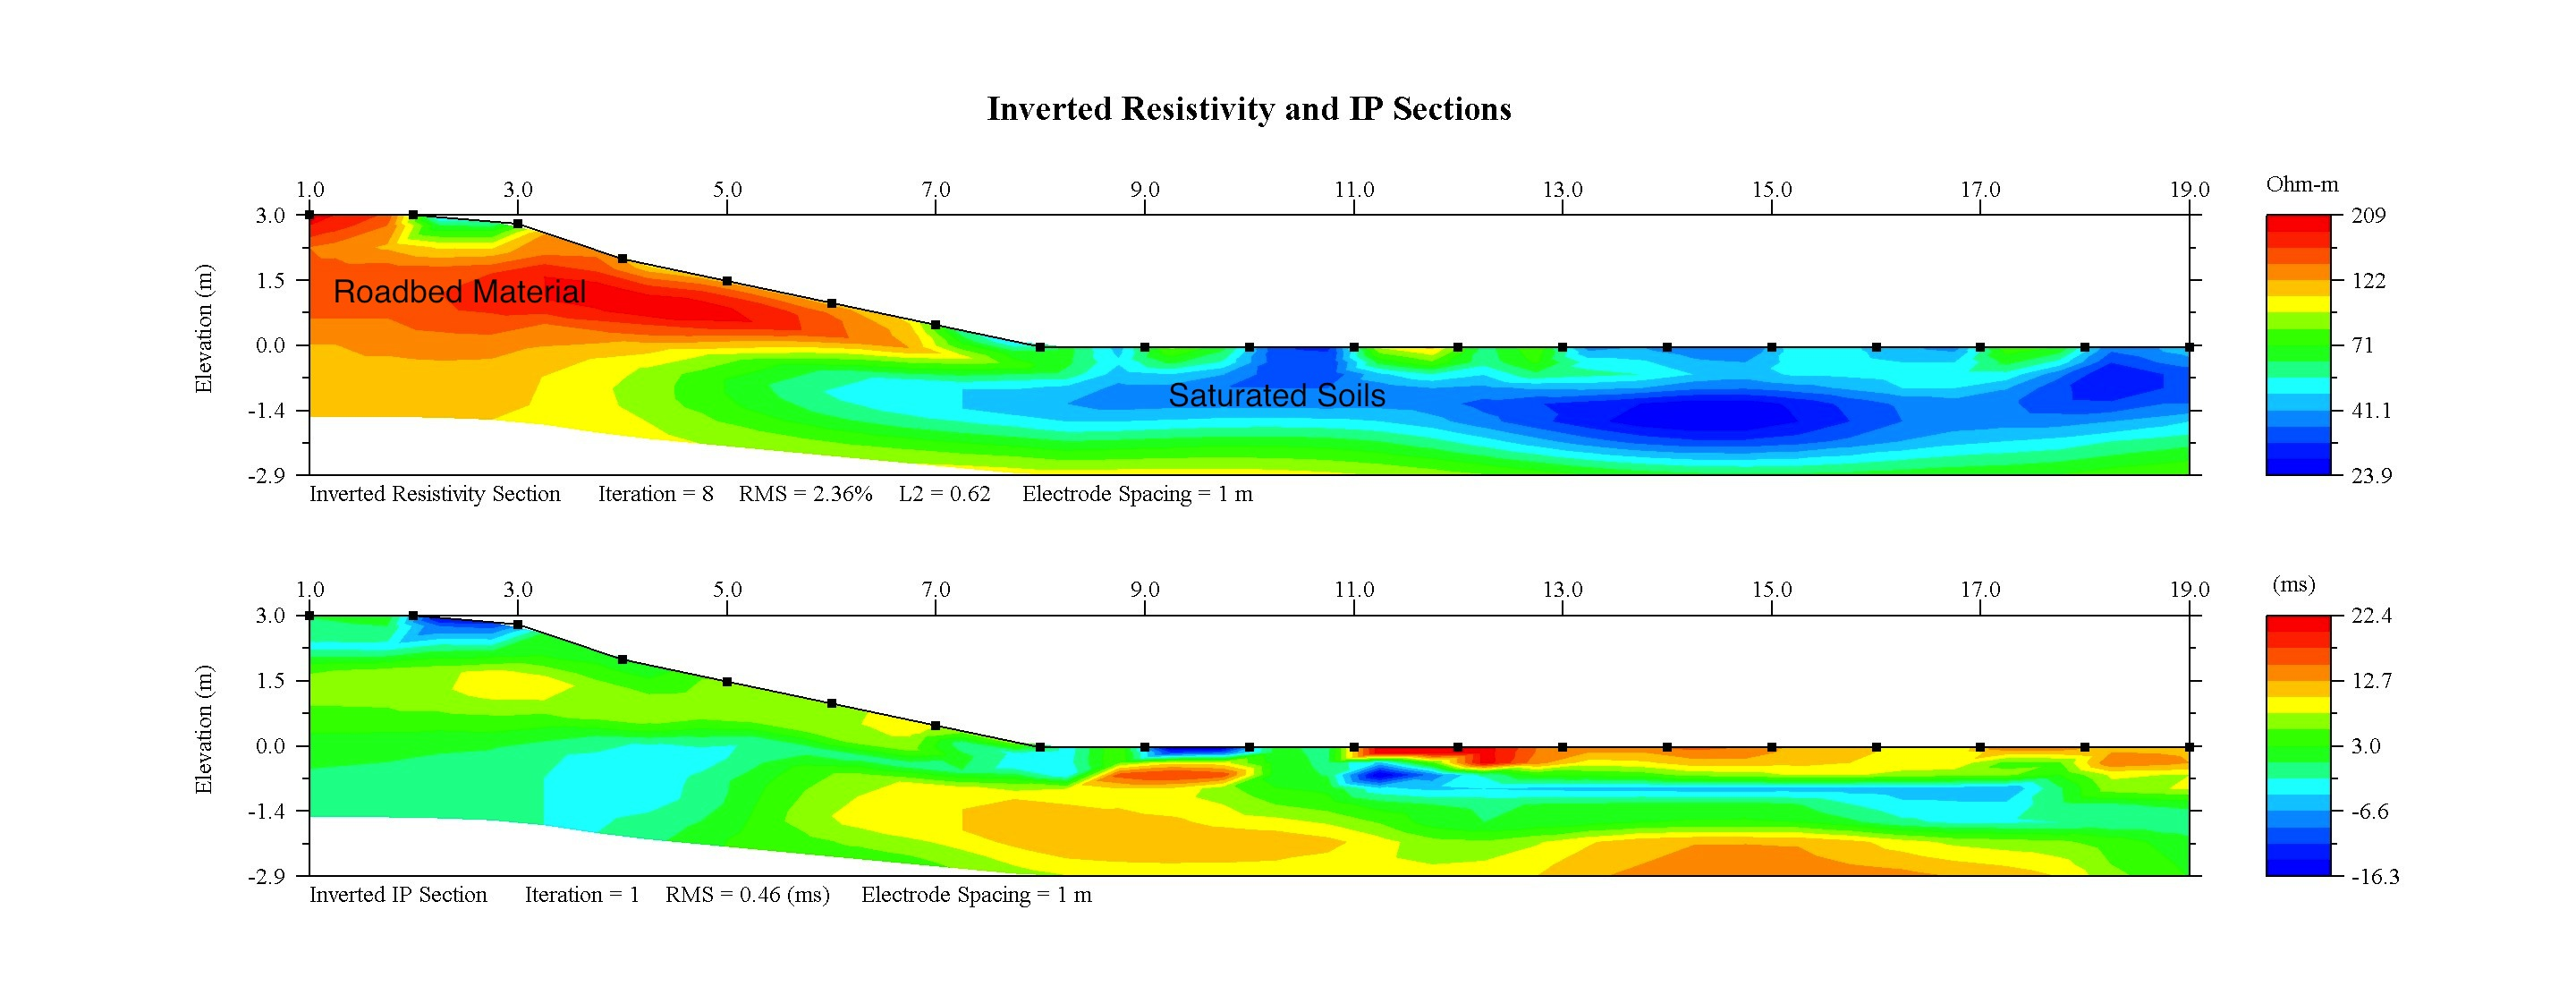 Inverted Resistivity and IP Sections
1.0 3.0 5.0 7.0 9.0 11.0 13.0 15.0 17.0 19.0
Ohm-m
Elevation (m)
3.0
1.5
0.0
-1.4
-2.9
Roadbed Material
Saturated Soils
209
122
71
41.1
23.9
Inverted Resistivity Section Iteration = 8 RMS = 2.36% L2 = 0.62 Electrode Spacing = 1 m
1.0 3.0 5.0 7.0 9.0 11.0 13.0 15.0 17.0 19.0
(ms)
Elevation (m)
3.0
1.5
0.0
-1.4
-2.9
22.4
12.7
3.0
-6.6
-16.3
Inverted IP Section Iteration = 1 RMS = 0.46 (ms) Electrode Spacing = 1 m